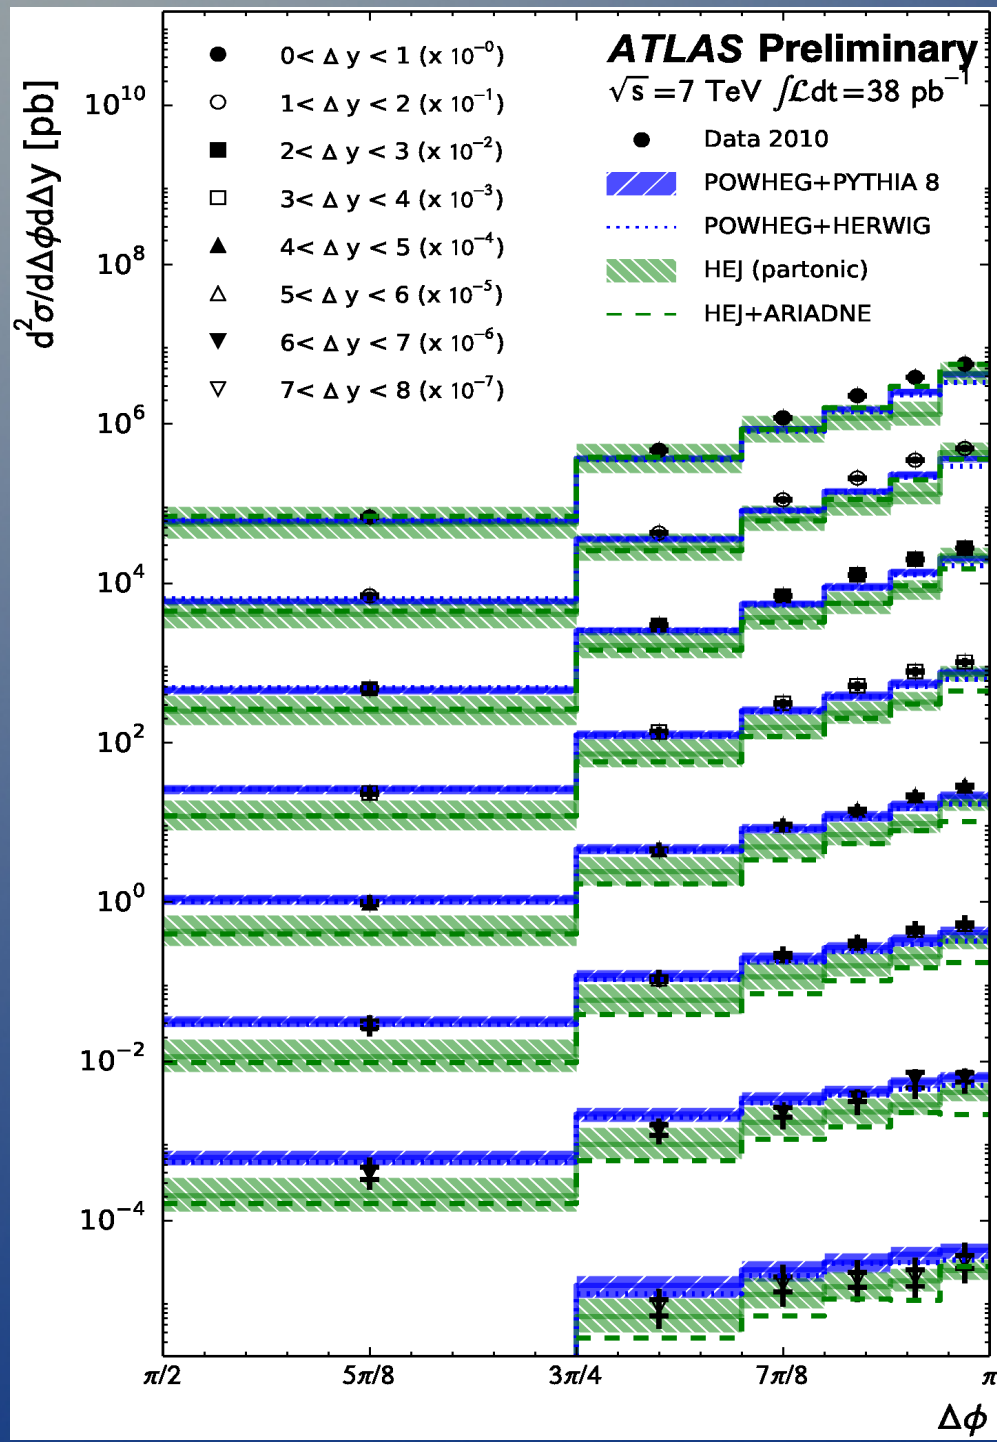 ATLAS Preliminary
√s =7 TeV ∫ℒdt=38 pb⁻¹
0< Δ y < 1 (x 10⁻⁰)
1< Δ y < 2 (x 10⁻¹)
2< Δ y < 3 (x 10⁻²)
3< Δ y < 4 (x 10⁻³)
4< Δ y < 5 (x 10⁻⁴)
5< Δ y < 6 (x 10⁻⁵)
6< Δ y < 7 (x 10⁻⁶)
7< Δ y < 8 (x 10⁻⁷)
Data 2010
POWHEG+PYTHIA 8
POWHEG+HERWIG
HEJ (partonic)
HEJ+ARIADNE
d²σ/dΔϕdΔy [pb]
10¹⁰
10⁸
10⁶
10⁴
10²
10⁰
10⁻²
10⁻⁴
π/2 5π/8 3π/4 7π/8 π
Δϕ